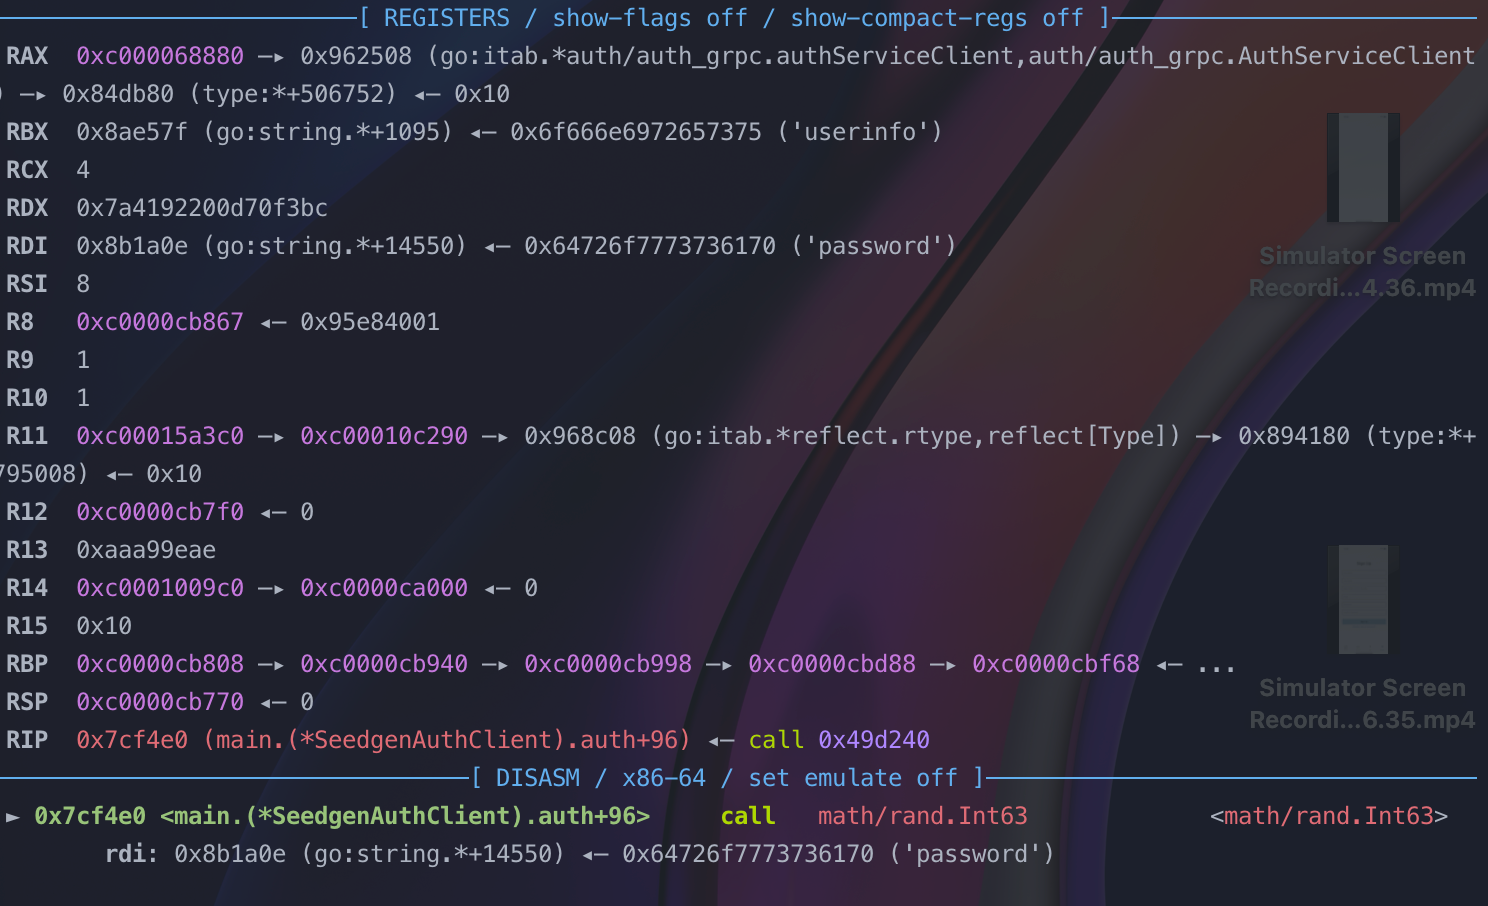 [ REGISTERS / show-flags off / show-compact-regs off ]
RAX 0xc000068880 —▸ 0x962508 (go:itab.*auth/auth_grpc.authServiceClient,auth/auth_grpc.AuthServiceClient
) —▸ 0x84db80 (type:*+506752) ◂— 0x10
RBX 0x8ae57f (go:string.*+1095) ◂— 0x6f666e6972657375 ('userinfo')
RCX 4
RDX 0x7a4192200d70f3bc
RDI 0x8b1a0e (go:string.*+14550) ◂— 0x64726f7773736170 ('password')
RSI 8
Simulator Screen
Recordi...4.36.mp4
R8 0xc0000cb867 ◂— 0x95e84001
R9 1
R10 1
R11 0xc00015a3c0 —▸ 0xc00010c290 —▸ 0x968c08 (go:itab.*reflect.rtype,reflect[Type]) —▸ 0x894180 (type:*+
795008) ◂— 0x10
R12 0xc0000cb7f0 ◂— 0
R13 0xaaa99eae
R14 0xc0001009c0 —▸ 0xc0000ca000 ◂— 0
R15 0x10
RBP 0xc0000cb808 —▸ 0xc0000cb940 —▸ 0xc0000cb998 —▸ 0xc0000cbd88 —▸ 0xc0000cbf68 ◂— ...
RSP 0xc0000cb770 ◂— 0
Simulator Screen
Recordi...6.35.mp4
RIP 0x7cf4e0 (main.(*SeedgenAuthClient).auth+96) ◂— call 0x49d240
[ DISASM / x86-64 / set emulate off ]
► 0x7cf4e0 <main.(*SeedgenAuthClient).auth+96> call math/rand.Int63 <math/rand.Int63>
rdi: 0x8b1a0e (go:string.*+14550) ◂— 0x64726f7773736170 ('password')